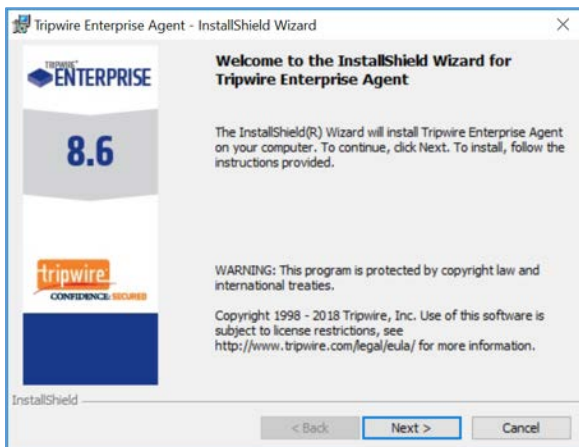 Tripwire Enterprise Agent - InstallShield Wizard
TRIPWIRE
ENTERPRISE
8.6
tripwire
CONFIDENCE: SECURED
Welcome to the InstallShield Wizard for
Tripwire Enterprise Agent
The InstallShield(R) Wizard will install Tripwire Enterprise Agent
on your computer. To continue, click Next. To install, follow the
instructions provided.
WARNING: This program is protected by copyright law and
international treaties.
Copyright 1998 - 2018 Tripwire, Inc. Use of this software is
subject to license restrictions, see
http://www.tripwire.com/legal/eula/ for more information.
InstallShield
< Back
Next >
Cancel